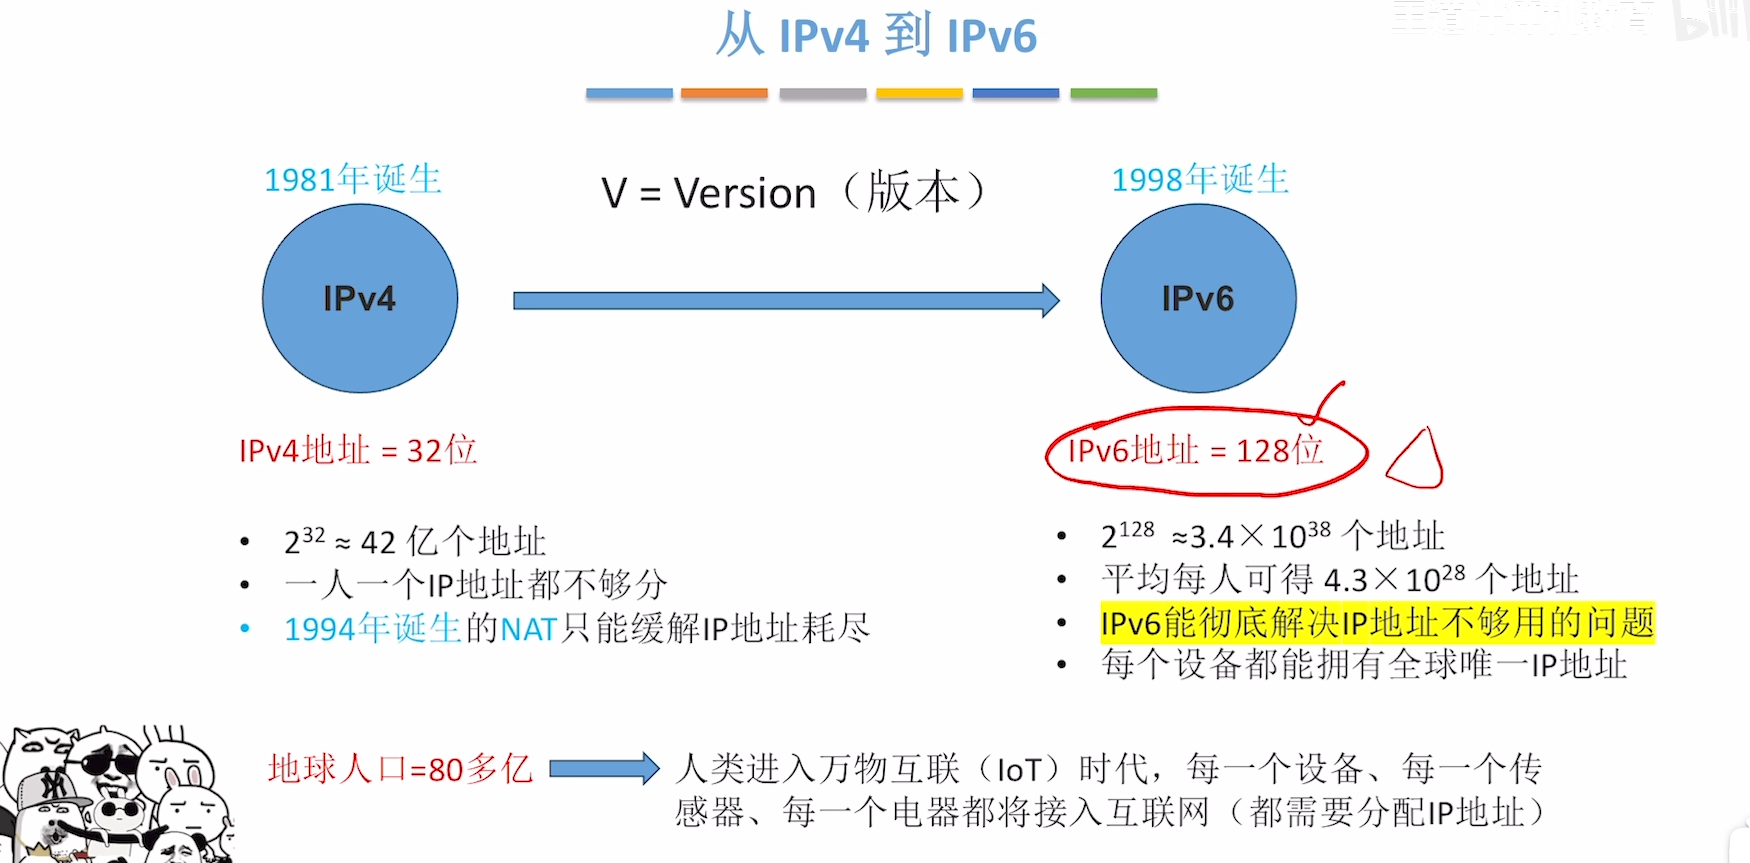 从 IPv4 到 IPv6
1981年诞生
V = Version（版本）
1998年诞生
IPv4
IPv6
IPv4地址 = 32位
IPv6地址 = 128位
• 2³² ≈ 42 亿个地址
• 一人一个IP地址都不够分
• 1994年诞生的NAT只能缓解IP地址耗尽
• 2¹²⁸ ≈3.4×10³⁸ 个地址
• 平均每人可得 4.3×10²⁸ 个地址
• IPv6能彻底解决IP地址不够用的问题
• 每个设备都能拥有全球唯一IP地址
地球人口=80多亿
人类进入万物互联（IoT）时代，每一个设备、每一个传
感器、每一个电器都将接入互联网（都需要分配IP地址）